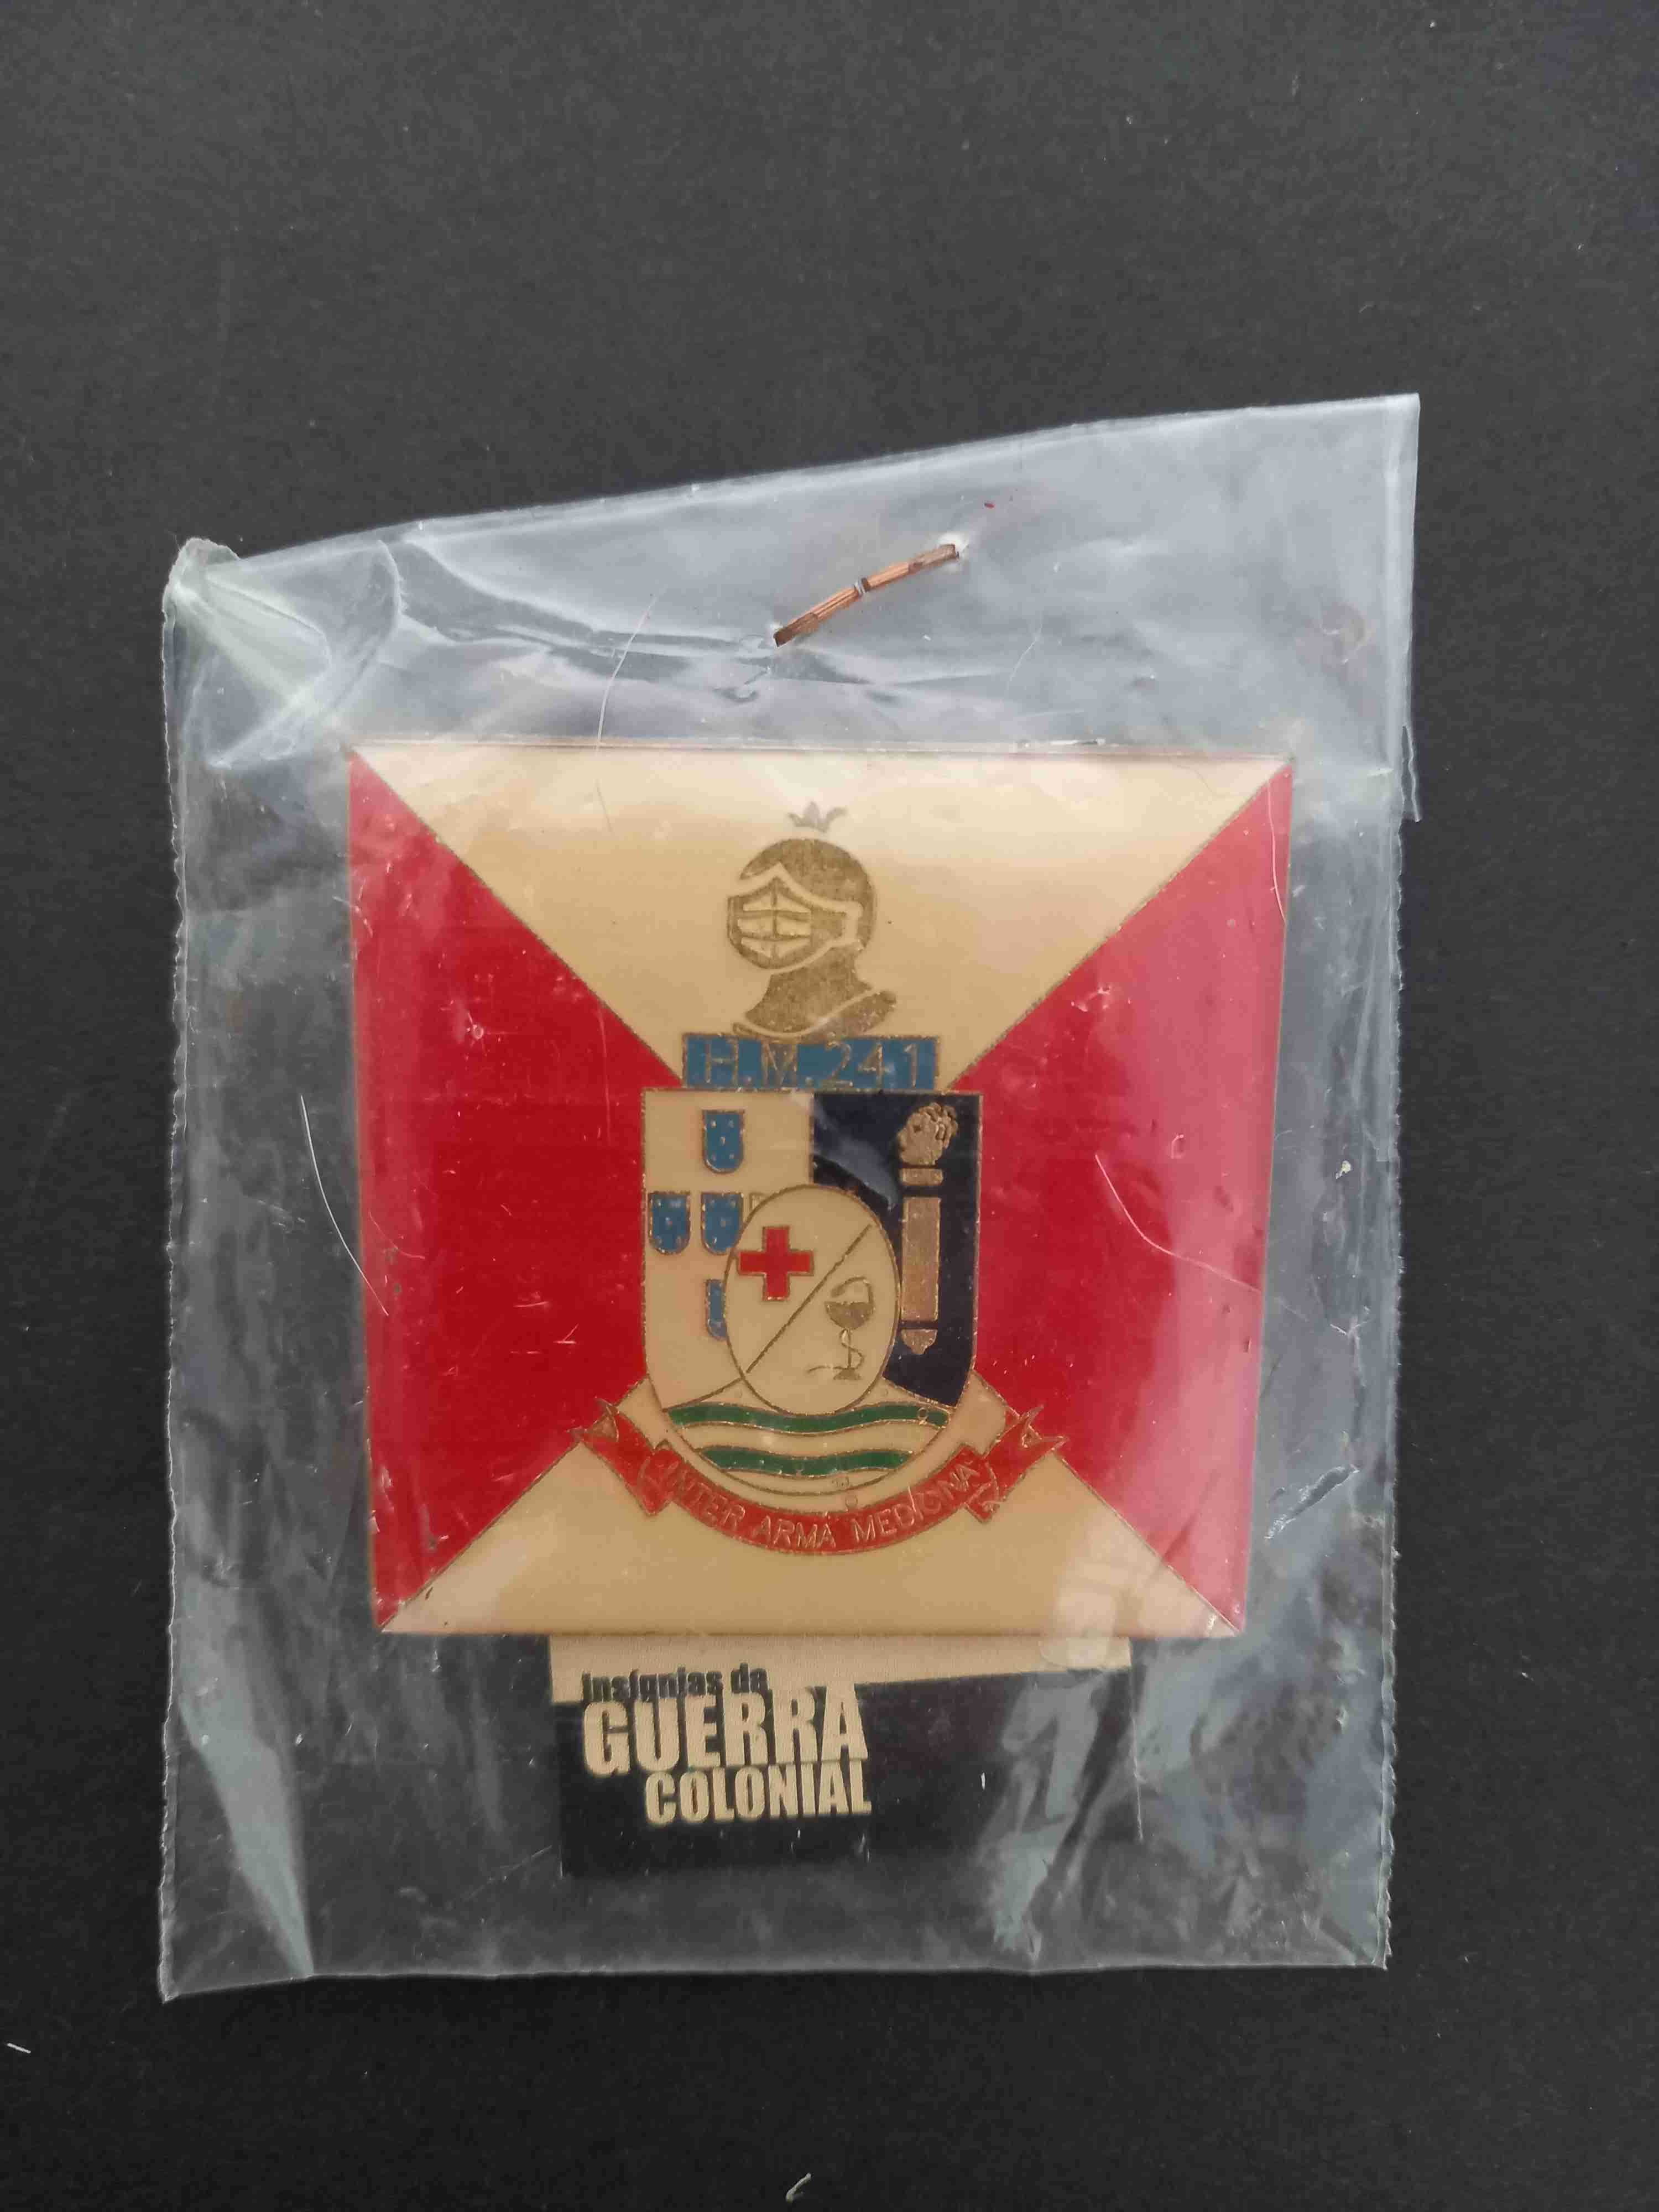 H.M.241
INTER ARMA MEDICINA
insígnias da
GUERRA
COLONIAL